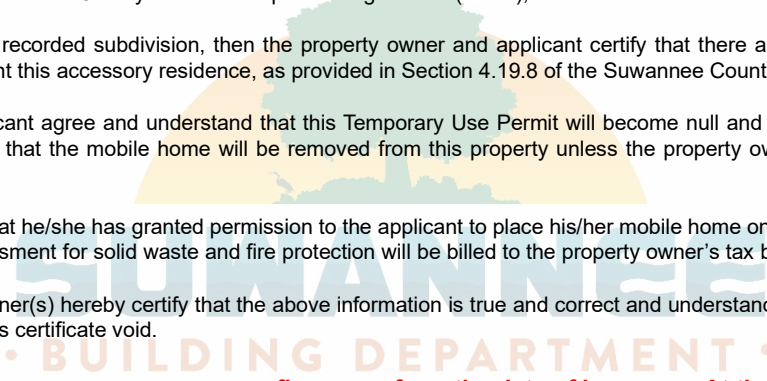 recorded subdivision, then the property owner and applicant certify that there a
nt this accessory residence, as provided in Section 4.19.8 of the Suwannee Count
cant agree and understand that this Temporary Use Permit will become null and
that the mobile home will be removed from this property unless the property ow
at he/she has granted permission to the applicant to place his/her mobile home on
sment for solid waste and fire protection will be billed to the property owner's tax b
SUWANNEE
ner(s) hereby certify that the above information is true and correct and understand
s certificate void.
• BUILDING DEPARTMENT •